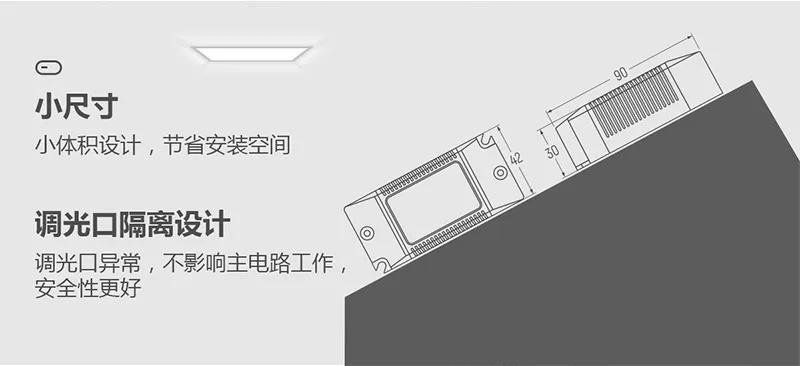 小尺寸
小体积设计，节省安装空间
调光口隔离设计
调光口异常，不影响主电路工作，
安全性更好
42
30
90